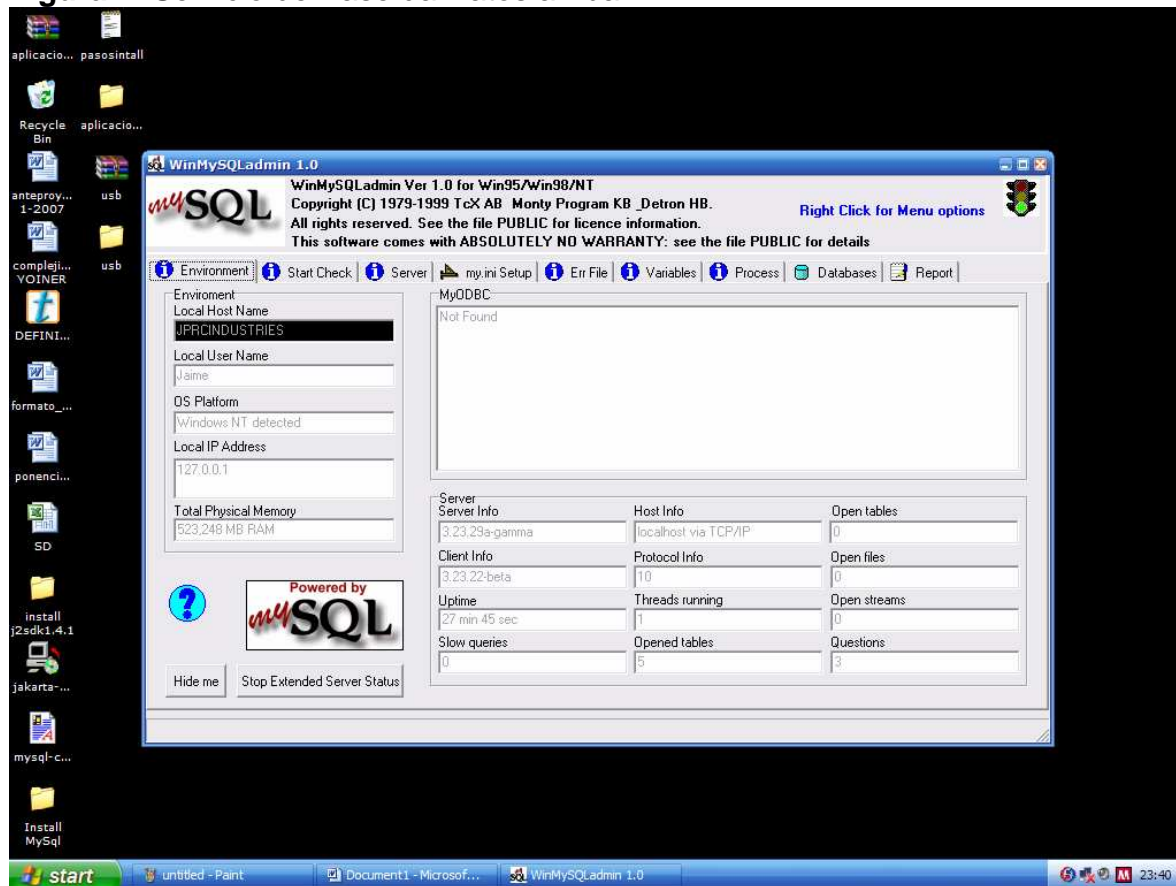 aplicacio... pasosintall
Recycle Bin
aplicacio...
anteproy... 1-2007
usb
compleji... YOINER
usb
DEFINI...
formato_...
ponenci...
SD
install j2sdk1.4.1
jakarta-...
mysql-c...
Install MySql
WinMySQLadmin 1.0
mySQL
WinMySQLadmin Ver 1.0 for Win95/Win98/NT
Copyright (C) 1979-1999 TcX AB Monty Program KB _Detron HB.
All rights reserved. See the file PUBLIC for licence information.
This software comes with ABSOLUTELY NO WARRANTY: see the file PUBLIC for details
Right Click for Menu options
Environment Start Check Server my.ini Setup Err File Variables Process Databases Report
Enviroment
Local Host Name
JPRCINDUSTRIES
Local User Name
Jaime
OS Platform
Windows NT detected
Local IP Address
127.0.0.1
Total Physical Memory
523,248 MB RAM
Powered by
mySQL
Hide me Stop Extended Server Status
MyODBC
Not Found
Server
Server Info Host Info Open tables
3.23.29a-gamma localhost via TCP/IP 0
Client Info Protocol Info Open files
3.23.22-beta 10 0
Uptime Threads running Open streams
27 min 45 sec 1 0
Slow queries Opened tables Questions
0 5 3
start untitled - Paint Document1 - Microsof... WinMySQLadmin 1.0 23:40